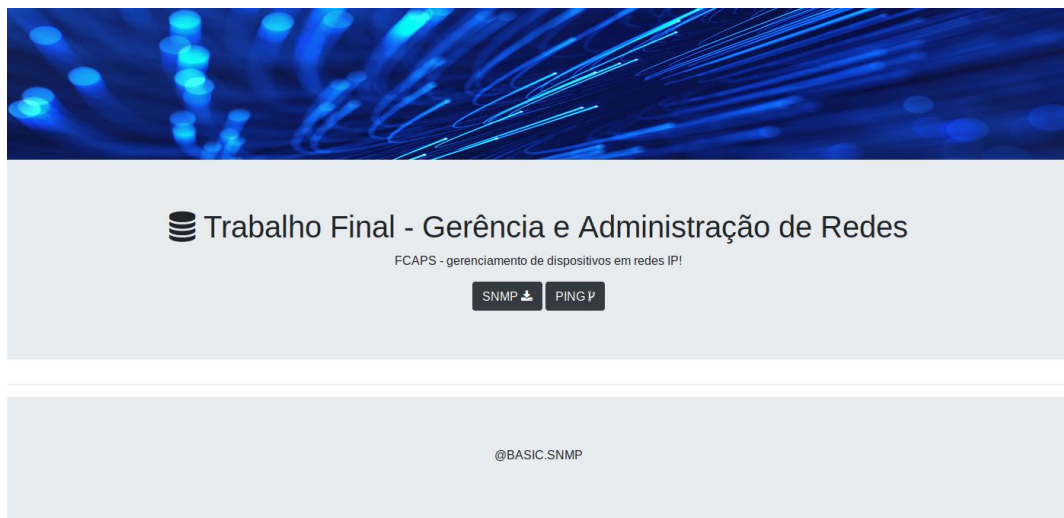 Trabalho Final - Gerência e Administração de Redes
FCAPS - gerenciamento de dispositivos em redes IP!
SNMP PING
@BASIC.SNMP